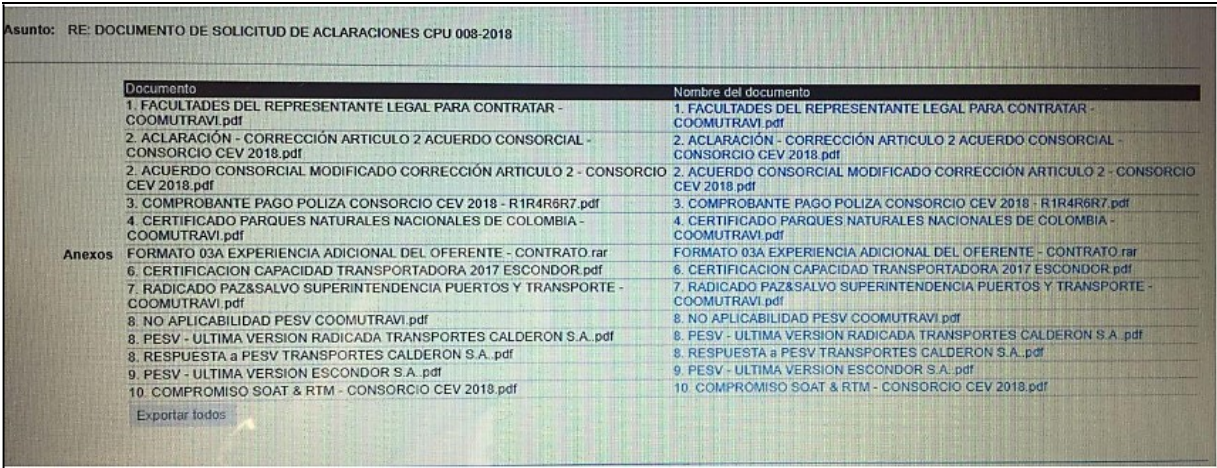 Asunto: RE: DOCUMENTO DE SOLICITUD DE ACLARACIONES CPU 008-2018
Documento Nombre del documento
1. FACULTADES DEL REPRESENTANTE LEGAL PARA CONTRATAR - 1. FACULTADES DEL REPRESENTANTE LEGAL PARA CONTRATAR -
COOMUTRAVI.pdf COOMUTRAVI.pdf
2. ACLARACIÓN - CORRECCIÓN ARTICULO 2 ACUERDO CONSORCIAL - 2. ACLARACIÓN - CORRECCIÓN ARTICULO 2 ACUERDO CONSORCIAL -
CONSORCIO CEV 2018.pdf CONSORCIO CEV 2018.pdf
2. ACUERDO CONSORCIAL MODIFICADO CORRECCIÓN ARTICULO 2 - CONSORCIO 2. ACUERDO CONSORCIAL MODIFICADO CORRECCIÓN ARTICULO 2 - CONSORCIO
CEV 2018.pdf CEV 2018.pdf
3. COMPROBANTE PAGO POLIZA CONSORCIO CEV 2018 - R1R4R6R7.pdf 3. COMPROBANTE PAGO POLIZA CONSORCIO CEV 2018 - R1R4R6R7.pdf
4. CERTIFICADO PARQUES NATURALES NACIONALES DE COLOMBIA - 4. CERTIFICADO PARQUES NATURALES NACIONALES DE COLOMBIA -
COOMUTRAVI.pdf COOMUTRAVI.pdf
Anexos FORMATO 03A EXPERIENCIA ADICIONAL DEL OFERENTE - CONTRATO.rar FORMATO 03A EXPERIENCIA ADICIONAL DEL OFERENTE - CONTRATO.rar
6. CERTIFICACION CAPACIDAD TRANSPORTADORA 2017 ESCONDOR.pdf 6. CERTIFICACION CAPACIDAD TRANSPORTADORA 2017 ESCONDOR.pdf
7. RADICADO PAZ&SALVO SUPERINTENDENCIA PUERTOS Y TRANSPORTE - 7. RADICADO PAZ&SALVO SUPERINTENDENCIA PUERTOS Y TRANSPORTE -
COOMUTRAVI.pdf COOMUTRAVI.pdf
8. NO APLICABILIDAD PESV COOMUTRAVI.pdf 8. NO APLICABILIDAD PESV COOMUTRAVI.pdf
8. PESV - ULTIMA VERSION RADICADA TRANSPORTES CALDERON S.A..pdf 8. PESV - ULTIMA VERSION RADICADA TRANSPORTES CALDERON S.A..pdf
8. RESPUESTA a PESV TRANSPORTES CALDERON S.A..pdf 8. RESPUESTA a PESV TRANSPORTES CALDERON S.A..pdf
9. PESV - ULTIMA VERSION ESCONDOR S.A..pdf 9. PESV - ULTIMA VERSION ESCONDOR S.A..pdf
10. COMPROMISO SOAT & RTM - CONSORCIO CEV 2018.pdf 10. COMPROMISO SOAT & RTM - CONSORCIO CEV 2018.pdf
Exportar todos